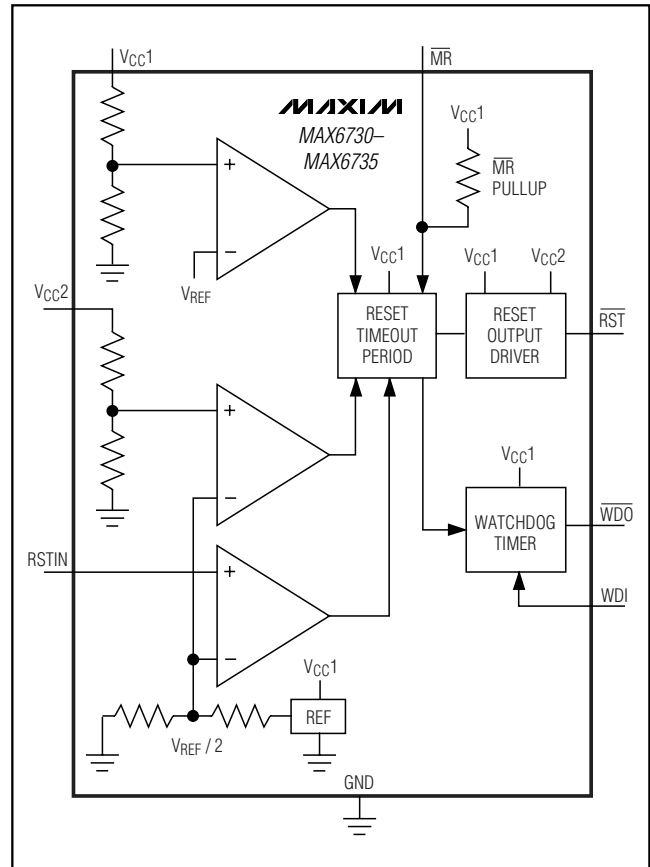 VCC1
MR
MAXIM
MAX6730–
MAX6735
VCC1
MR
PULLUP
+
−
VREF
VCC1
VCC1
VCC2
VCC2
RESET
TIMEOUT
PERIOD
RESET
OUTPUT
DRIVER
RST
+
−
VCC1
WATCHDOG
TIMER
WDO
RSTIN
+
WDI
−
VCC1
REF
VREF / 2
GND